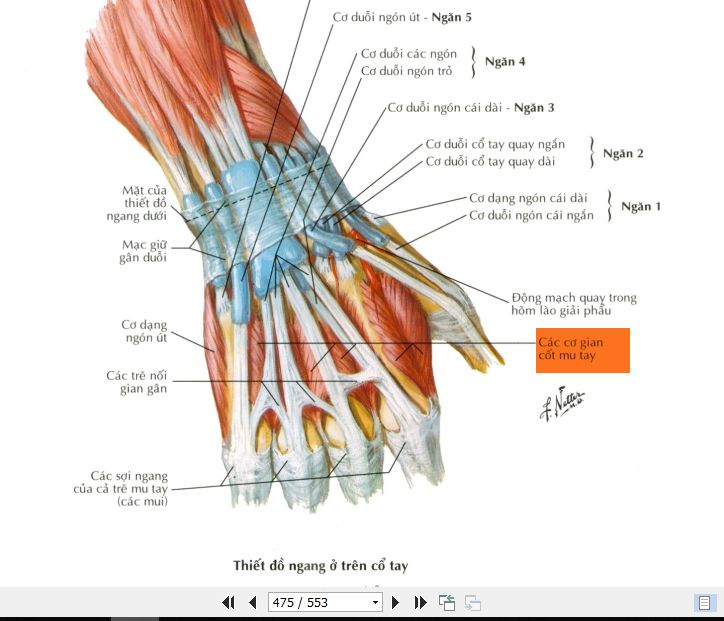 Cơ duỗi ngón út - Ngăn 5
Cơ duỗi các ngón
Cơ duỗi ngón trỏ
Ngăn 4
Cơ duỗi ngón cái dài - Ngăn 3
Cơ duỗi cổ tay quay ngắn
Cơ duỗi cổ tay quay dài
Ngăn 2
Cơ dạng ngón cái dài
Cơ duỗi ngón cái ngắn
Ngăn 1
Mặt của
thiết đồ
ngang dưới
Mạc giữ
gân duỗi
Động mạch quay trong
hõm lào giải phẩu
Cơ dạng
ngón út
Các cơ gian
cốt mu tay
Các trẽ nối
gian gân
F. Netter
M.D.
Các sợi ngang
của cả trẽ mu tay
(các mui)
Thiết đồ ngang ở trên cổ tay
475 / 553